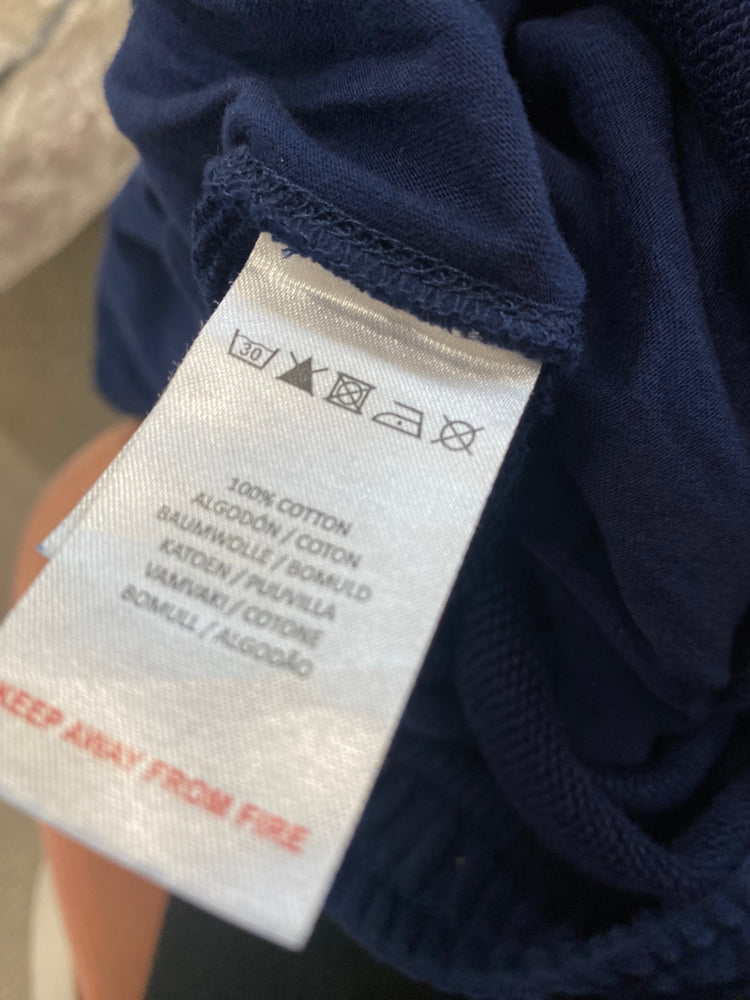 30
100% COTTON
ALGODÓN / COTON
BAUMWOLLE / BOMULD
KATOEN / PUUVILLA
VAMVAKI / COTONE
BOMULL / ALGODÃO
KEEP AWAY FROM FIRE